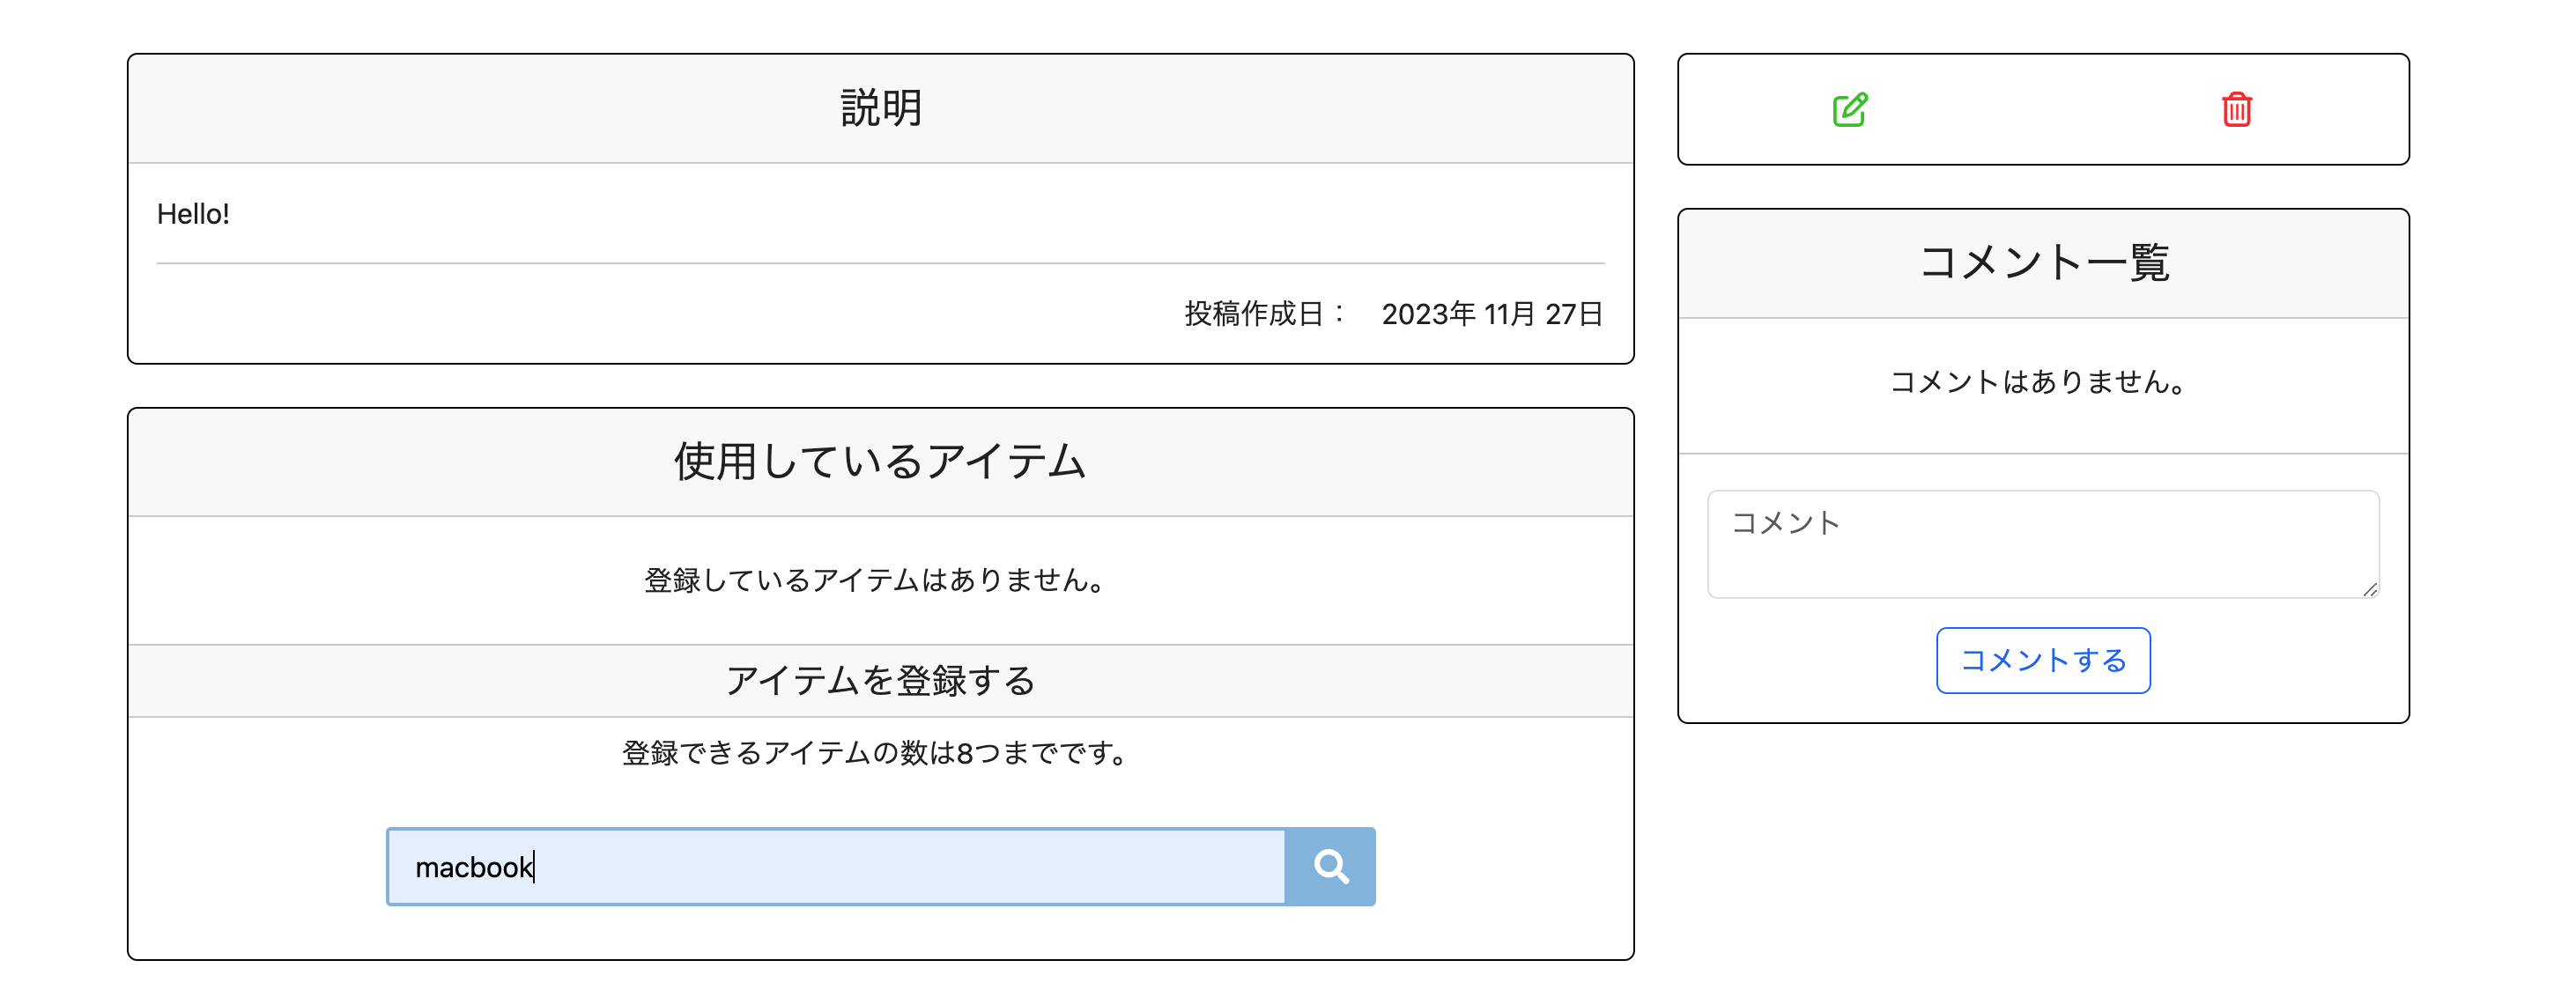 説明
Hello!
投稿作成日： 2023年 11月 27日
使用しているアイテム
登録しているアイテムはありません。
アイテムを登録する
登録できるアイテムの数は8つまでです。
macbook
コメント一覧
コメントはありません。
コメント
コメントする